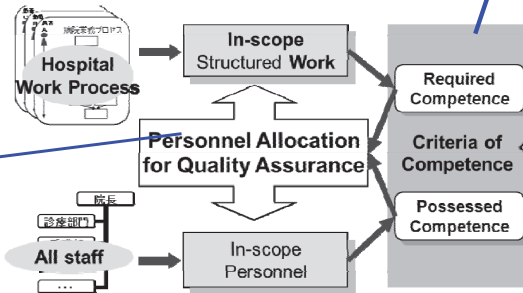 病院業務プロセス
Hospital
Work Process
In-scope
Structured Work
Required
Competence
Personnel Allocation
for Quality Assurance
Criteria of
Competence
Possessed
Competence
院長
診療部門
All staff
...
In-scope
Personnel